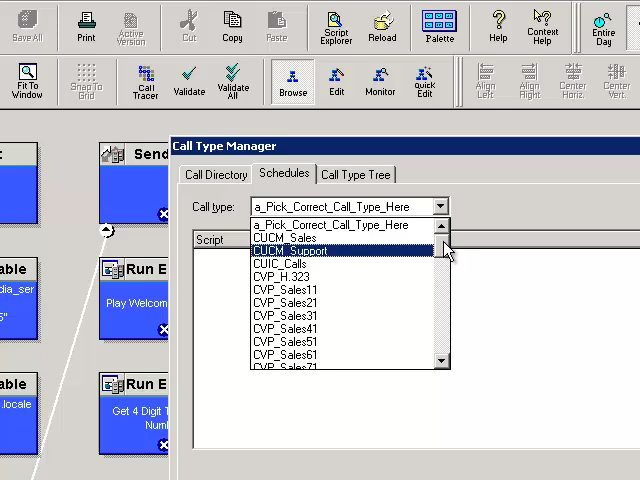 Save All
Print
Active Version
Cut
Copy
Paste
Script Explorer
Reload
Palette
Help
Context Help
Entire Day
Fit To Window
Snap To Grid
Call Tracer
Validate
Validate All
Browse
Edit
Monitor
Quick Edit
Align Left
Align Right
Center Horiz.
Center Vert.
Send
Call Type Manager
Call Directory
Schedules
Call Type Tree
Call type:
a_Pick_Correct_Call_Type_Here
a_Pick_Correct_Call_Type_Here
CUCM_Sales
CUCM_Support
CUIC_Calls
CVP_H.323
CVP_Sales11
CVP_Sales21
CVP_Sales31
CVP_Sales41
CVP_Sales51
CVP_Sales61
CVP_Sales71
Script
able
dia_ser
5"
Run E
Play Welcom
able
.locale
Run E
Get 4 Digit T
Num